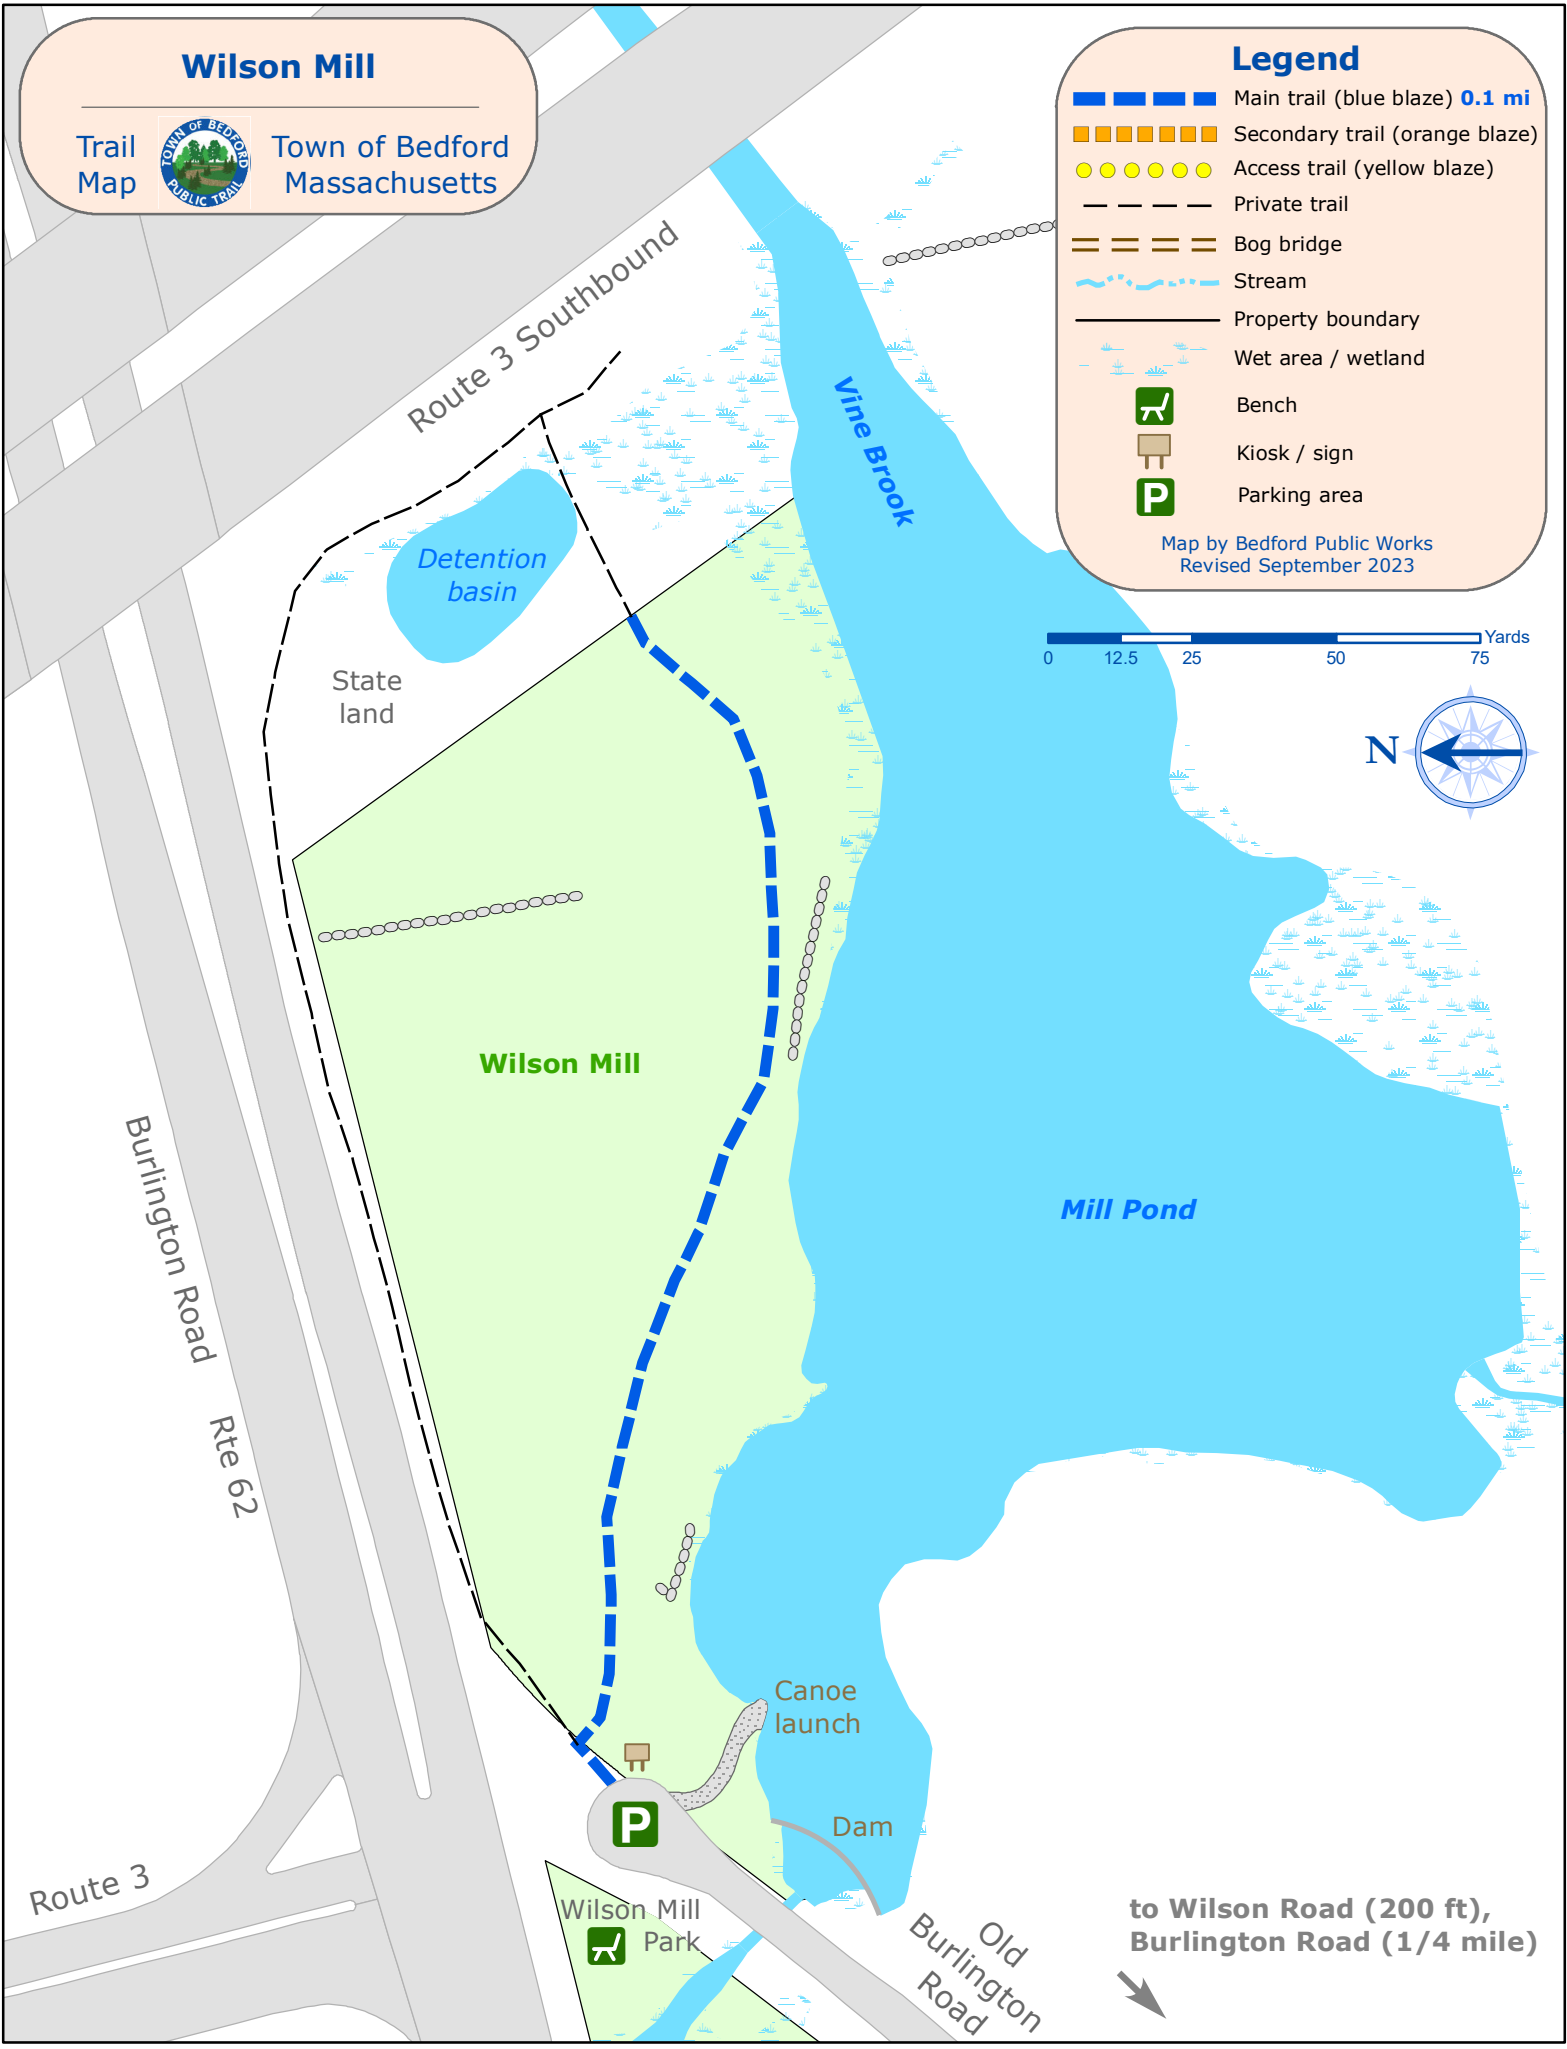 Wilson Mill
Trail
Map
TOWN OF BEDFORD
PUBLIC TRAIL
Town of Bedford
Massachusetts
Legend
Main trail (blue blaze) 0.1 mi
Secondary trail (orange blaze)
Access trail (yellow blaze)
Private trail
Bog bridge
Stream
Property boundary
Wet area / wetland
Bench
Kiosk / sign
P
Parking area
Map by Bedford Public Works
Revised September 2023
Yards
0 12.5 25 50 75
N
Route 3 Southbound
Vine Brook
Detention
basin
State
land
Wilson Mill
Burlington Road
Rte 62
Mill Pond
Canoe
launch
P
Dam
Route 3
Wilson Mill
Park
Old
Burlington
Road
to Wilson Road (200 ft),
Burlington Road (1/4 mile)